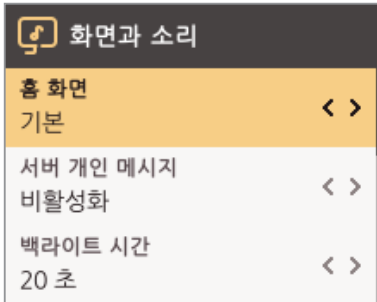 화면과 소리
홈 화면
기본
서버 개인 메시지
비활성화
백라이트 시간
20 초